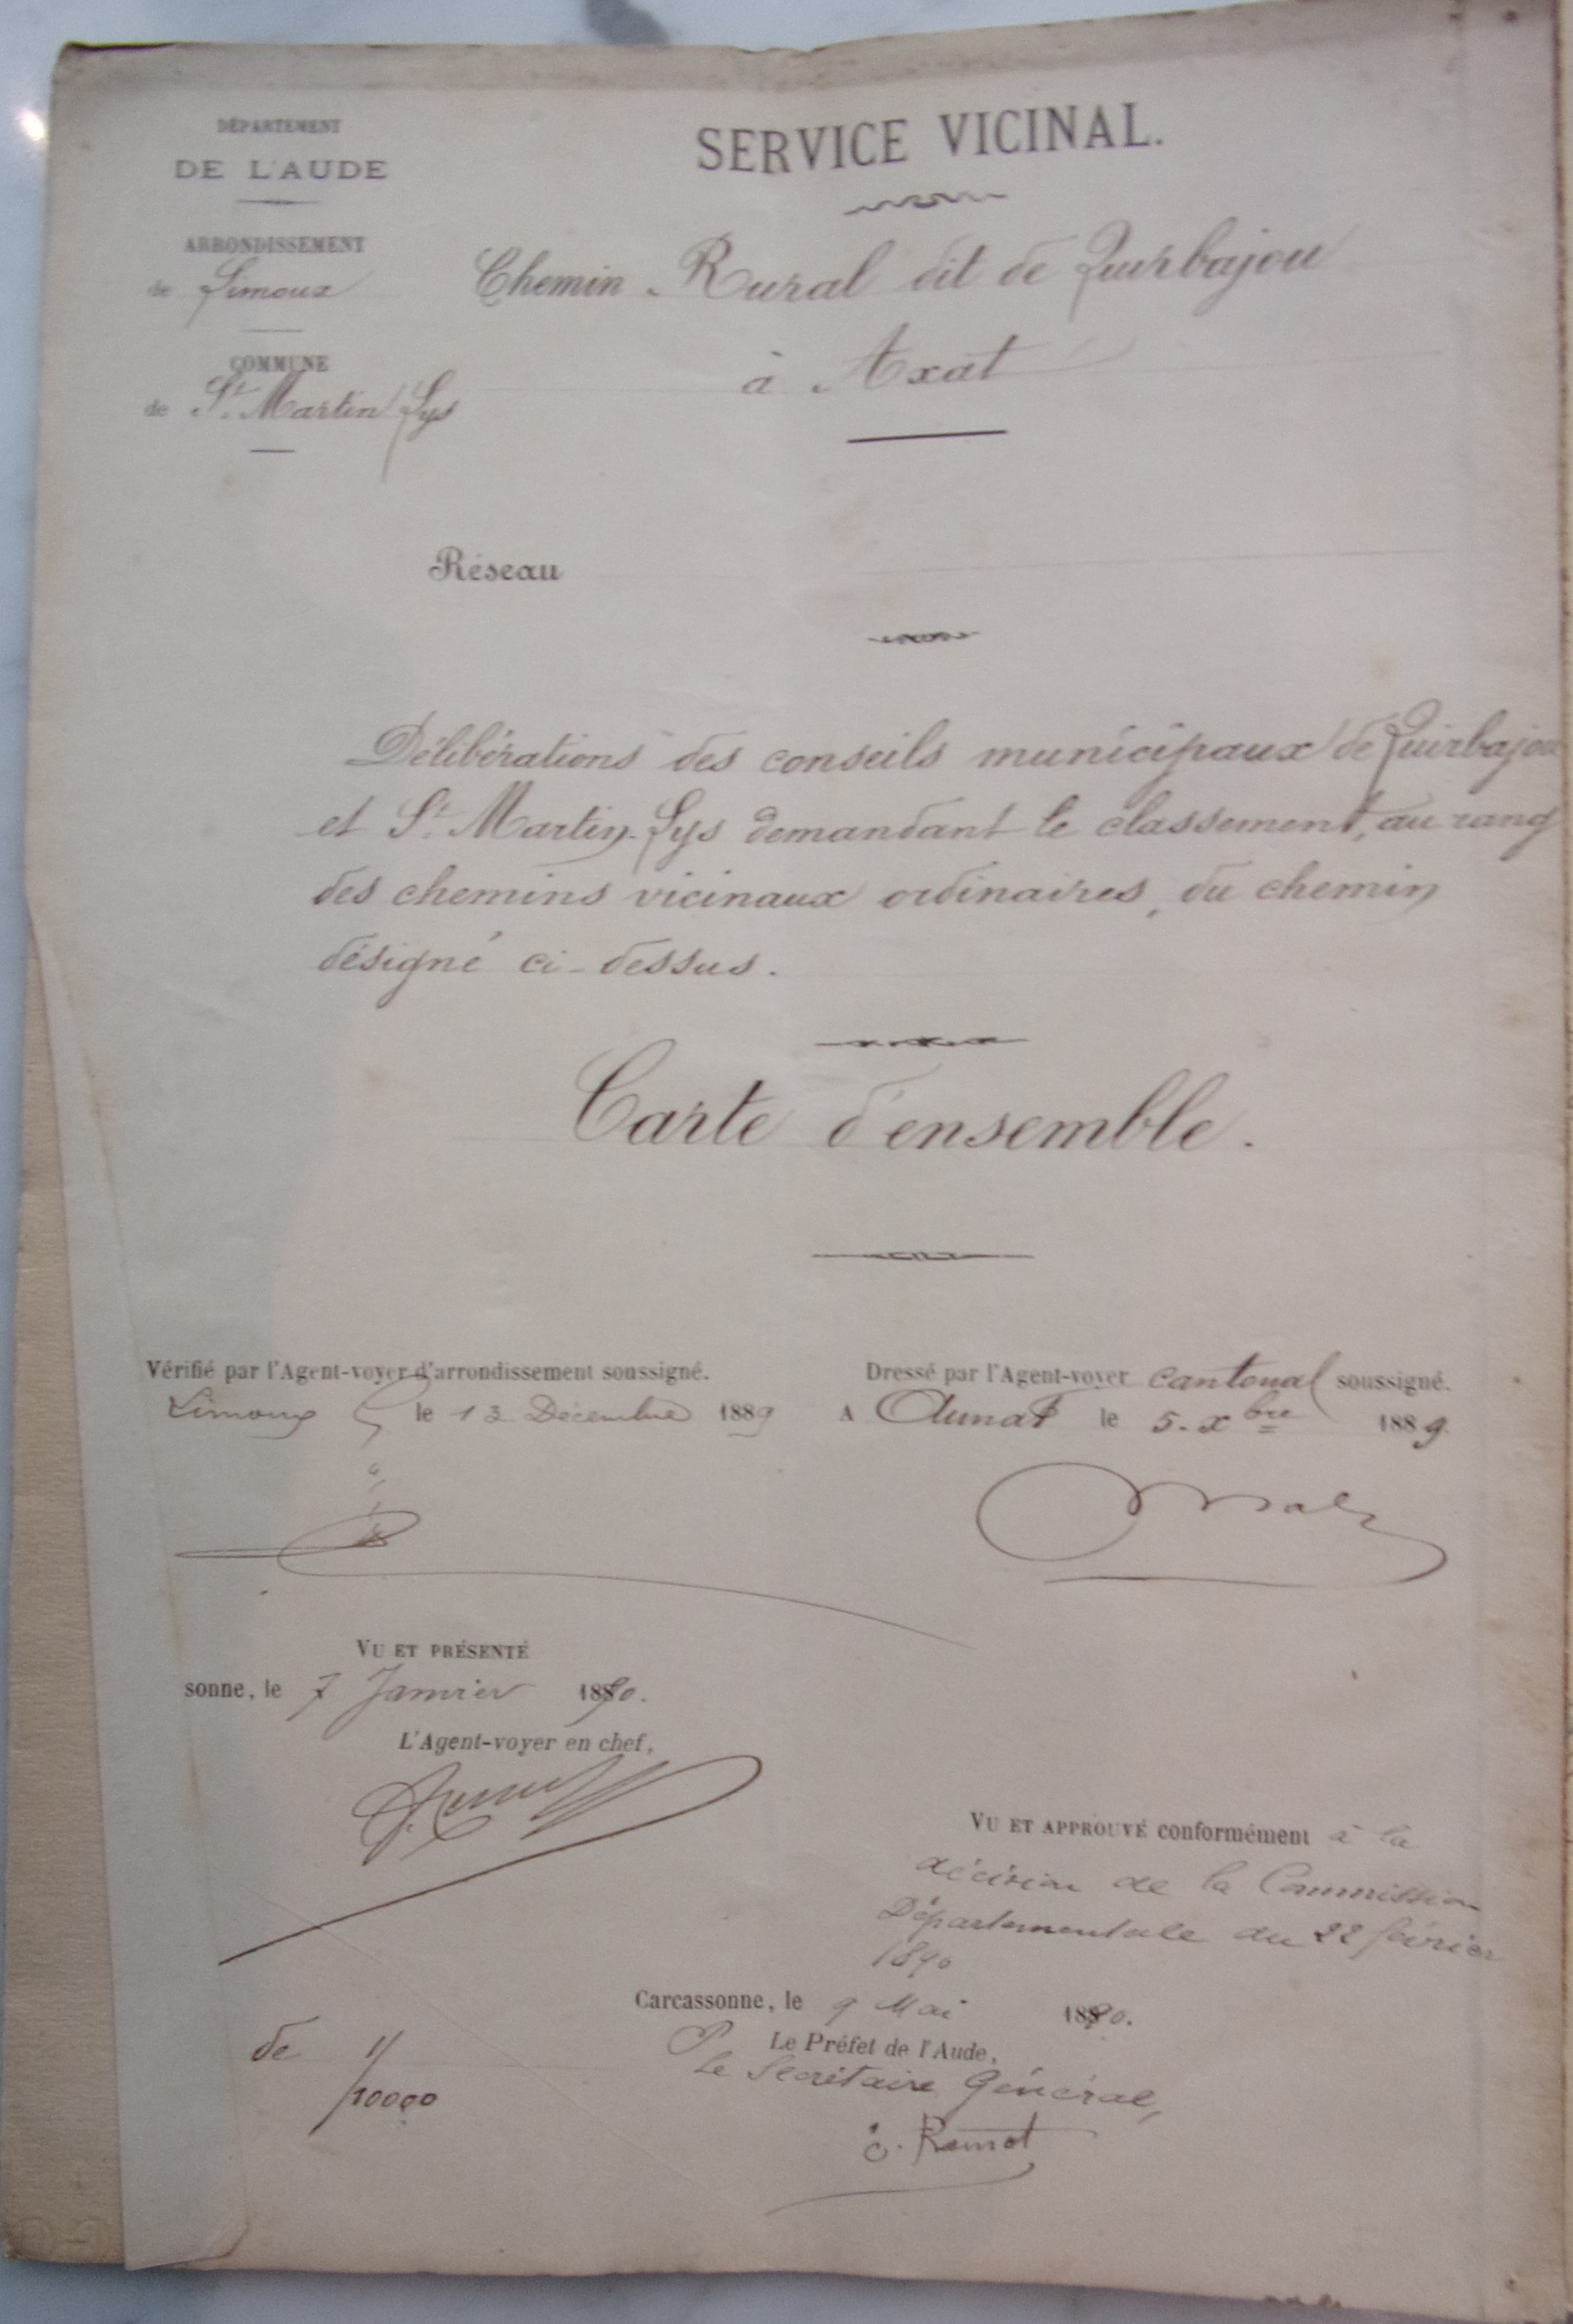 DÉPARTEMENT
DE L'AUDE
ARRONDISSEMENT
de Limoux
COMMUNE
de St. Martin Lys
SERVICE VICINAL.
Chemin Rural dit de Quirbajou
à Axat
Réseau
Délibérations des conseils municipaux de Quirbajou
et St. Martin-Lys demandant le classement, au rang
des chemins vicinaux ordinaires, du chemin
désigné ci-dessus.
Carte d'ensemble.
Vérifié par l'Agent-voyer d'arrondissement soussigné.
Limoux le 13 Décembre 1889
Dressé par l'Agent-voyer cantonal soussigné.
A Aunat le 5. xbre 1889.
VU ET PRÉSENTÉ
sonne, le 7 Janvier 1890.
L'Agent-voyer en chef,
VU ET APPROUVÉ conformément à la
décision de la Commission
Départementale du 22 février
1890
Carcassonne, le 9 Mai 1890.
P Le Préfet de l'Aude,
Le Secrétaire Général,
de 1/10000